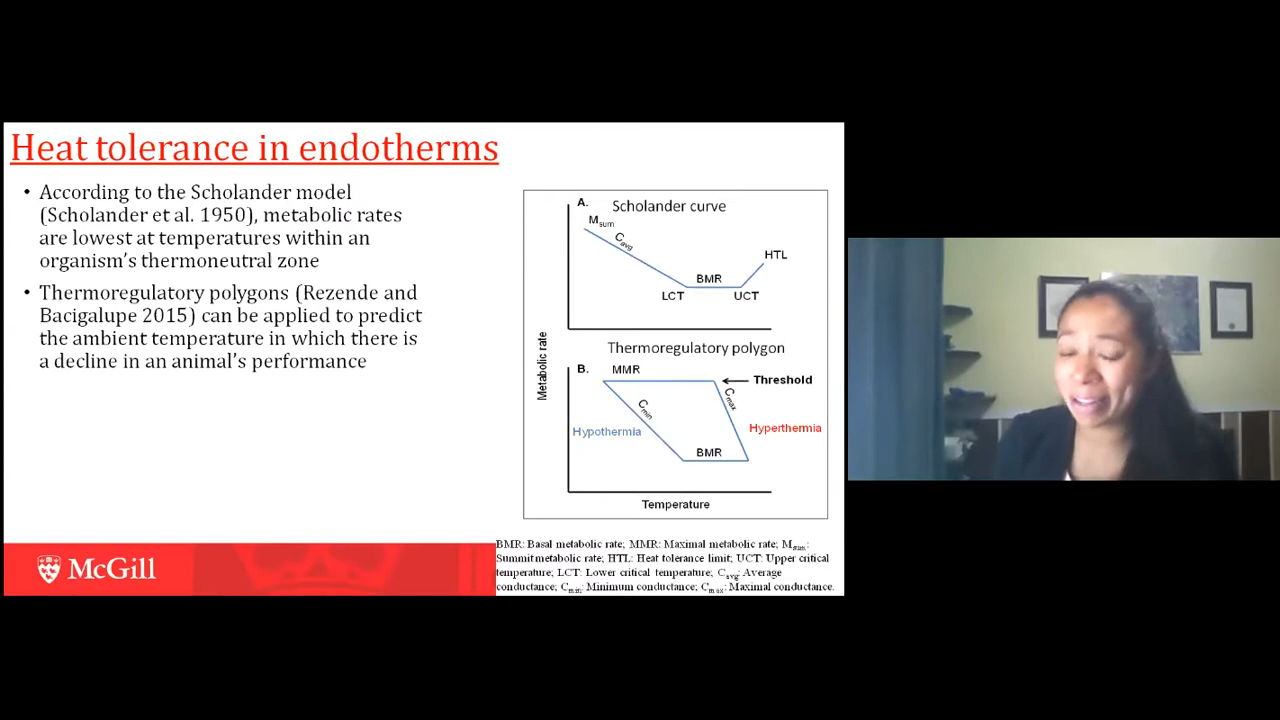 Heat tolerance in endotherms
• According to the Scholander model
(Scholander et al. 1950), metabolic rates
are lowest at temperatures within an
organism's thermoneutral zone
• Thermoregulatory polygons (Rezende and
Bacigalupe 2015) can be applied to predict
the ambient temperature in which there is
a decline in an animal's performance
A.
Scholander curve
Msum
Cavg
HTL
BMR
LCT
UCT
Metabolic rate
Thermoregulatory polygon
B.
MMR
Threshold
Cmin
Cmax
Hypothermia
Hyperthermia
BMR
Temperature
McGill
BMR: Basal metabolic rate; MMR: Maximal metabolic rate; Msum:
Summit metabolic rate; HTL: Heat tolerance limit; UCT: Upper critical
temperature; LCT: Lower critical temperature; Cavg: Average
conductance; Cmin: Minimum conductance; Cmax: Maximal conductance.